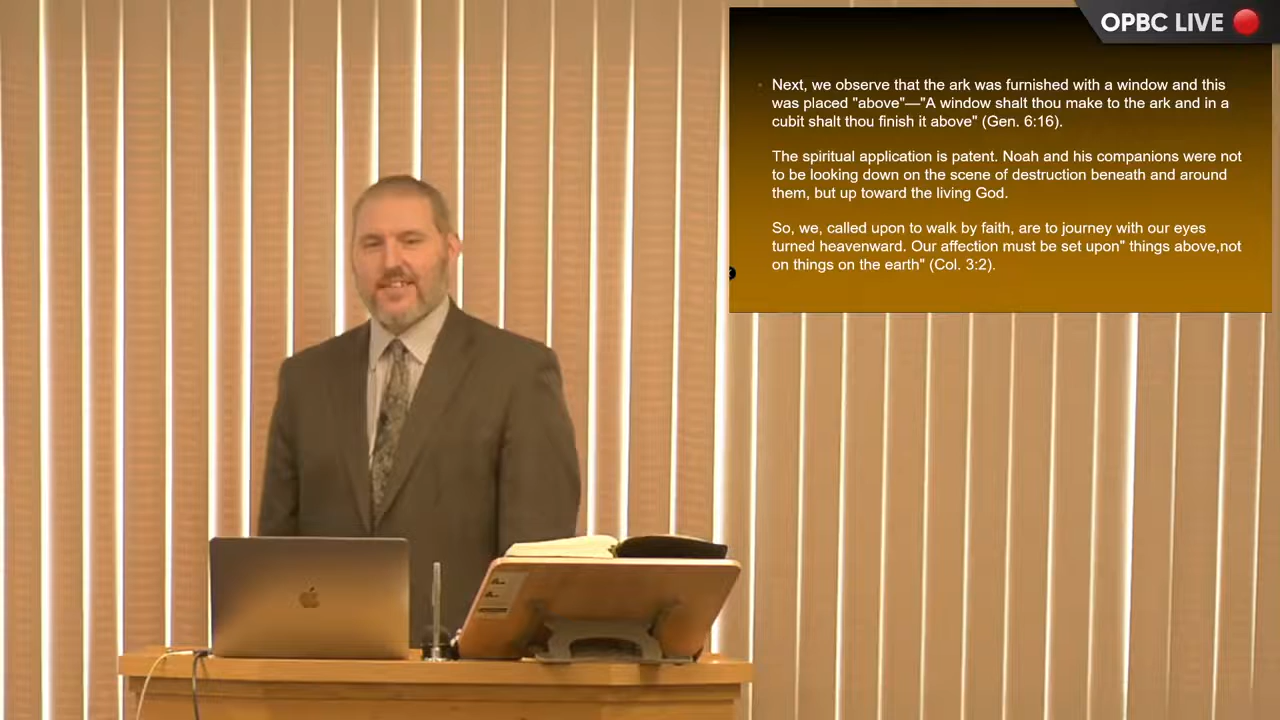 OPBC LIVE
Next, we observe that the ark was furnished with a window and this
was placed "above"—"A window shalt thou make to the ark and in a
cubit shalt thou finish it above" (Gen. 6:16).
The spiritual application is patent. Noah and his companions were not
to be looking down on the scene of destruction beneath and around
them, but up toward the living God.
So, we, called upon to walk by faith, are to journey with our eyes
turned heavenward. Our affection must be set upon" things above,not
on things on the earth" (Col. 3:2).